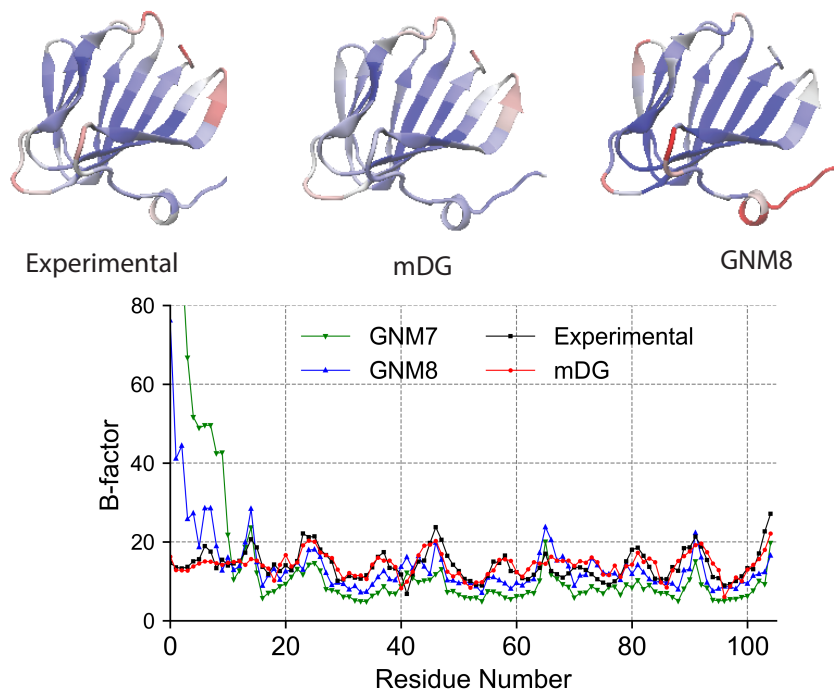 Experimental mDG GNM8
80
60
40
20
0
B-factor
GNM7 Experimental
GNM8 mDG
0 20 40 60 80 100
Residue Number